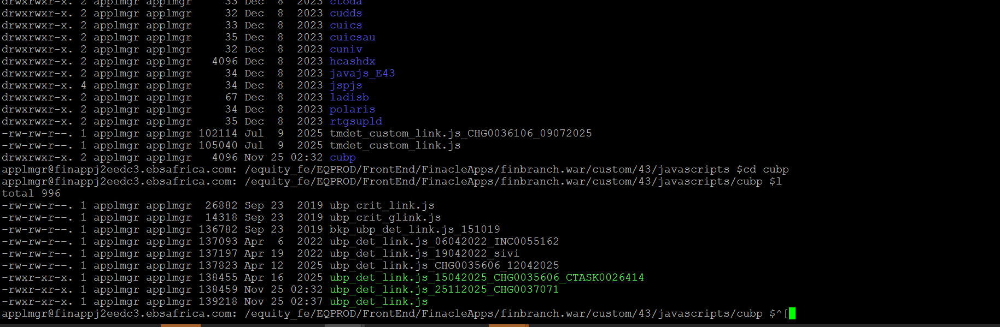 drwxrwxr-x. 2 applmgr applmgr     33 Dec  8  2023 ctoda
drwxrwxr-x. 2 applmgr applmgr     32 Dec  8  2023 cudds
drwxrwxr-x. 2 applmgr applmgr     33 Dec  8  2023 cuics
drwxrwxr-x. 2 applmgr applmgr     35 Dec  8  2023 cuicsau
drwxrwxr-x. 2 applmgr applmgr     32 Dec  8  2023 cuniv
drwxrwxr-x. 2 applmgr applmgr   4096 Dec  8  2023 hcashdx
drwxrwxr-x. 2 applmgr applmgr     34 Dec  8  2023 javajs_E43
drwxrwxr-x. 4 applmgr applmgr     34 Dec  8  2023 jspjs
drwxrwxr-x. 2 applmgr applmgr     67 Dec  8  2023 ladisb
drwxrwxr-x. 2 applmgr applmgr     34 Dec  8  2023 polaris
drwxrwxr-x. 2 applmgr applmgr     35 Dec  8  2023 rtgsupld
-rw-rw-r--. 1 applmgr applmgr 102114 Jul  9  2025 tmdet_custom_link.js_CHG0036106_09072025
-rw-rw-r--. 1 applmgr applmgr 105040 Jul  9  2025 tmdet_custom_link.js
drwxrwxr-x. 2 applmgr applmgr   4096 Nov 25 02:32 cubp
applmgr@finappj2eedc3.ebsafrica.com: /equity_fe/EQPROD/FrontEnd/FinacleApps/finbranch.war/custom/43/javascripts $cd cubp
applmgr@finappj2eedc3.ebsafrica.com: /equity_fe/EQPROD/FrontEnd/FinacleApps/finbranch.war/custom/43/javascripts/cubp $l
total 996
-rw-rw-r--. 1 applmgr applmgr  26882 Sep 23  2019 ubp_crit_link.js
-rw-rw-r--. 1 applmgr applmgr  14318 Sep 23  2019 ubp_crit_glink.js
-rw-rw-r--. 1 applmgr applmgr 136782 Sep 23  2019 bkp_ubp_det_link.js_151019
-rw-rw-r--. 1 applmgr applmgr 137093 Apr  6  2022 ubp_det_link.js_06042022_INC0055162
-rw-rw-r--. 1 applmgr applmgr 137197 Apr 19  2022 ubp_det_link.js_19042022_sivi
-rw-rw-r--. 1 applmgr applmgr 137823 Apr 12  2025 ubp_det_link.js_CHG0035606_12042025
-rwxr-xr-x. 1 applmgr applmgr 138455 Apr 16  2025 ubp_det_link.js_15042025_CHG0035606_CTASK0026414
-rwxr-xr-x. 1 applmgr applmgr 138459 Nov 25 02:32 ubp_det_link.js_25112025_CHG0037071
-rwxr-xr-x. 1 applmgr applmgr 139218 Nov 25 02:37 ubp_det_link.js
applmgr@finappj2eedc3.ebsafrica.com: /equity_fe/EQPROD/FrontEnd/FinacleApps/finbranch.war/custom/43/javascripts/cubp $^[